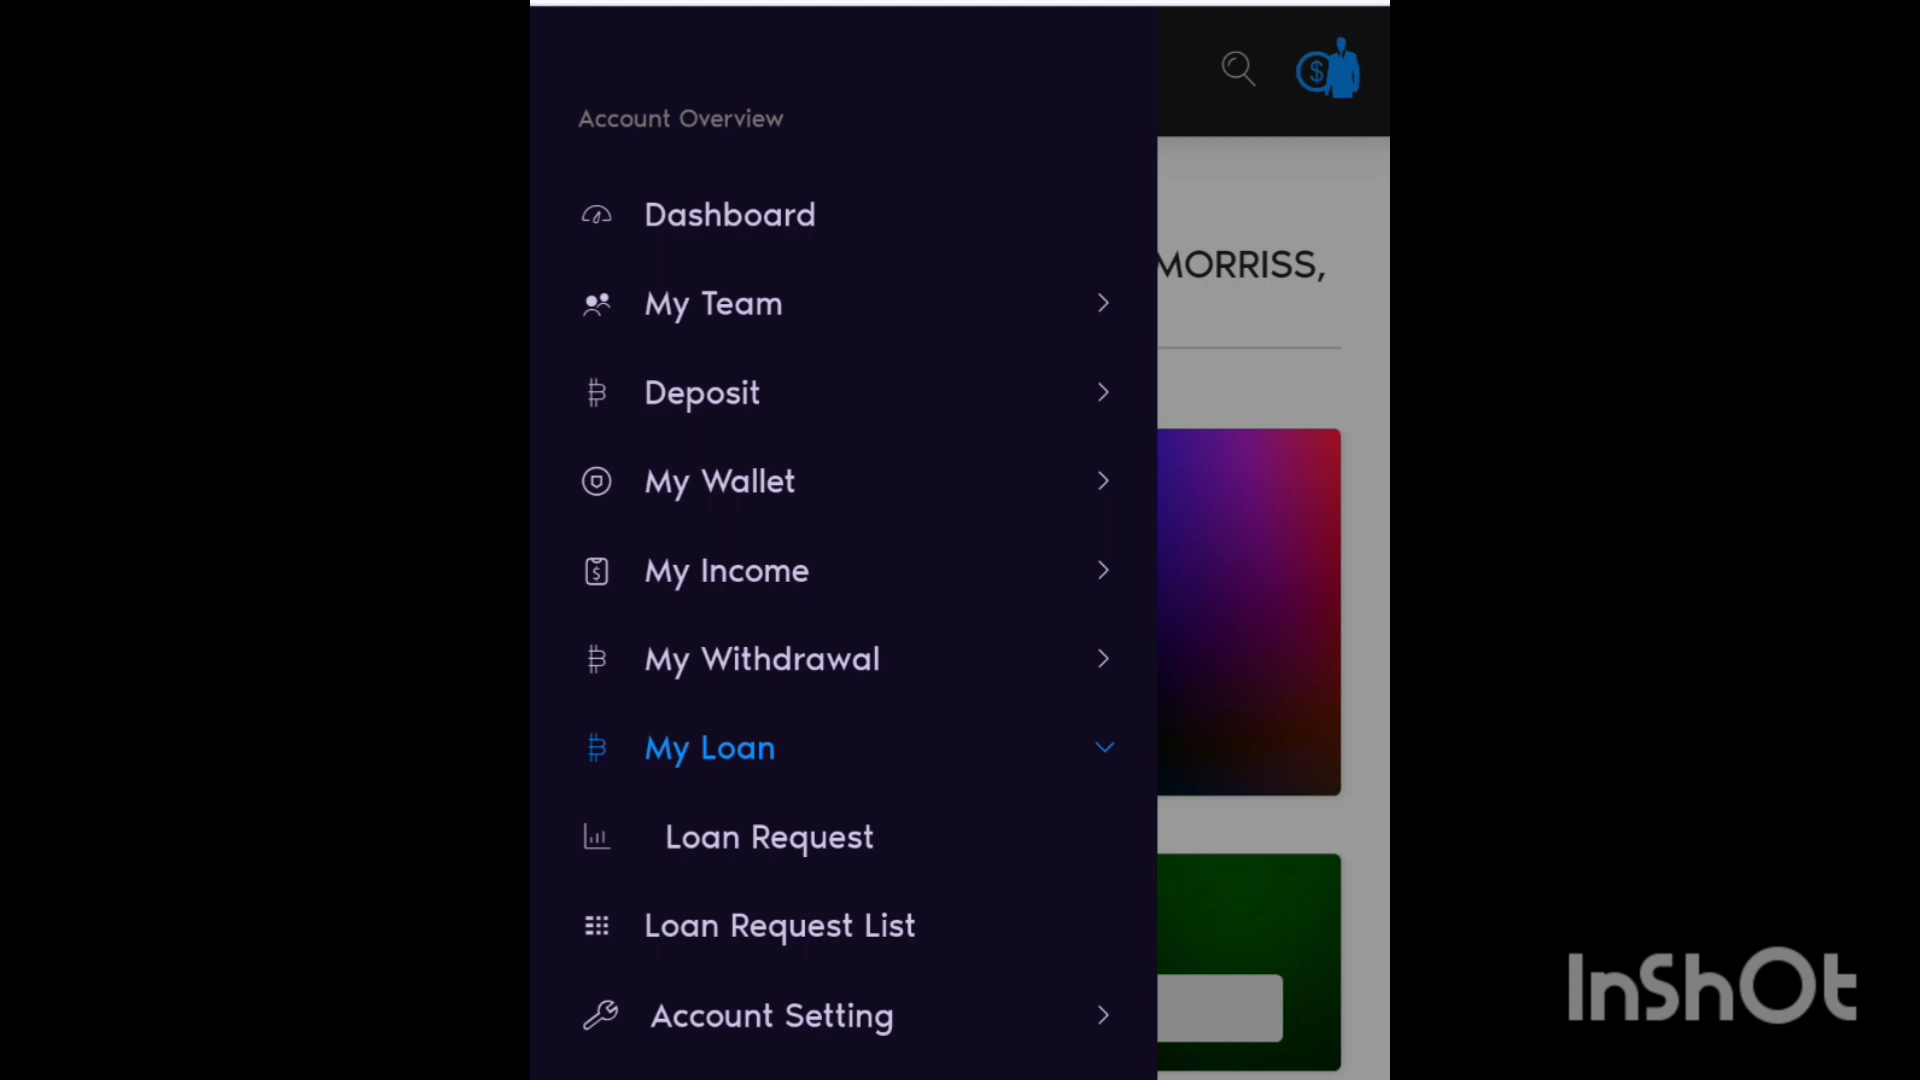 Account Overview
Dashboard
My Team
Deposit
My Wallet
My Income
My Withdrawal
My Loan
Loan Request
Loan Request List
Account Setting
MORRISS,
InShOt